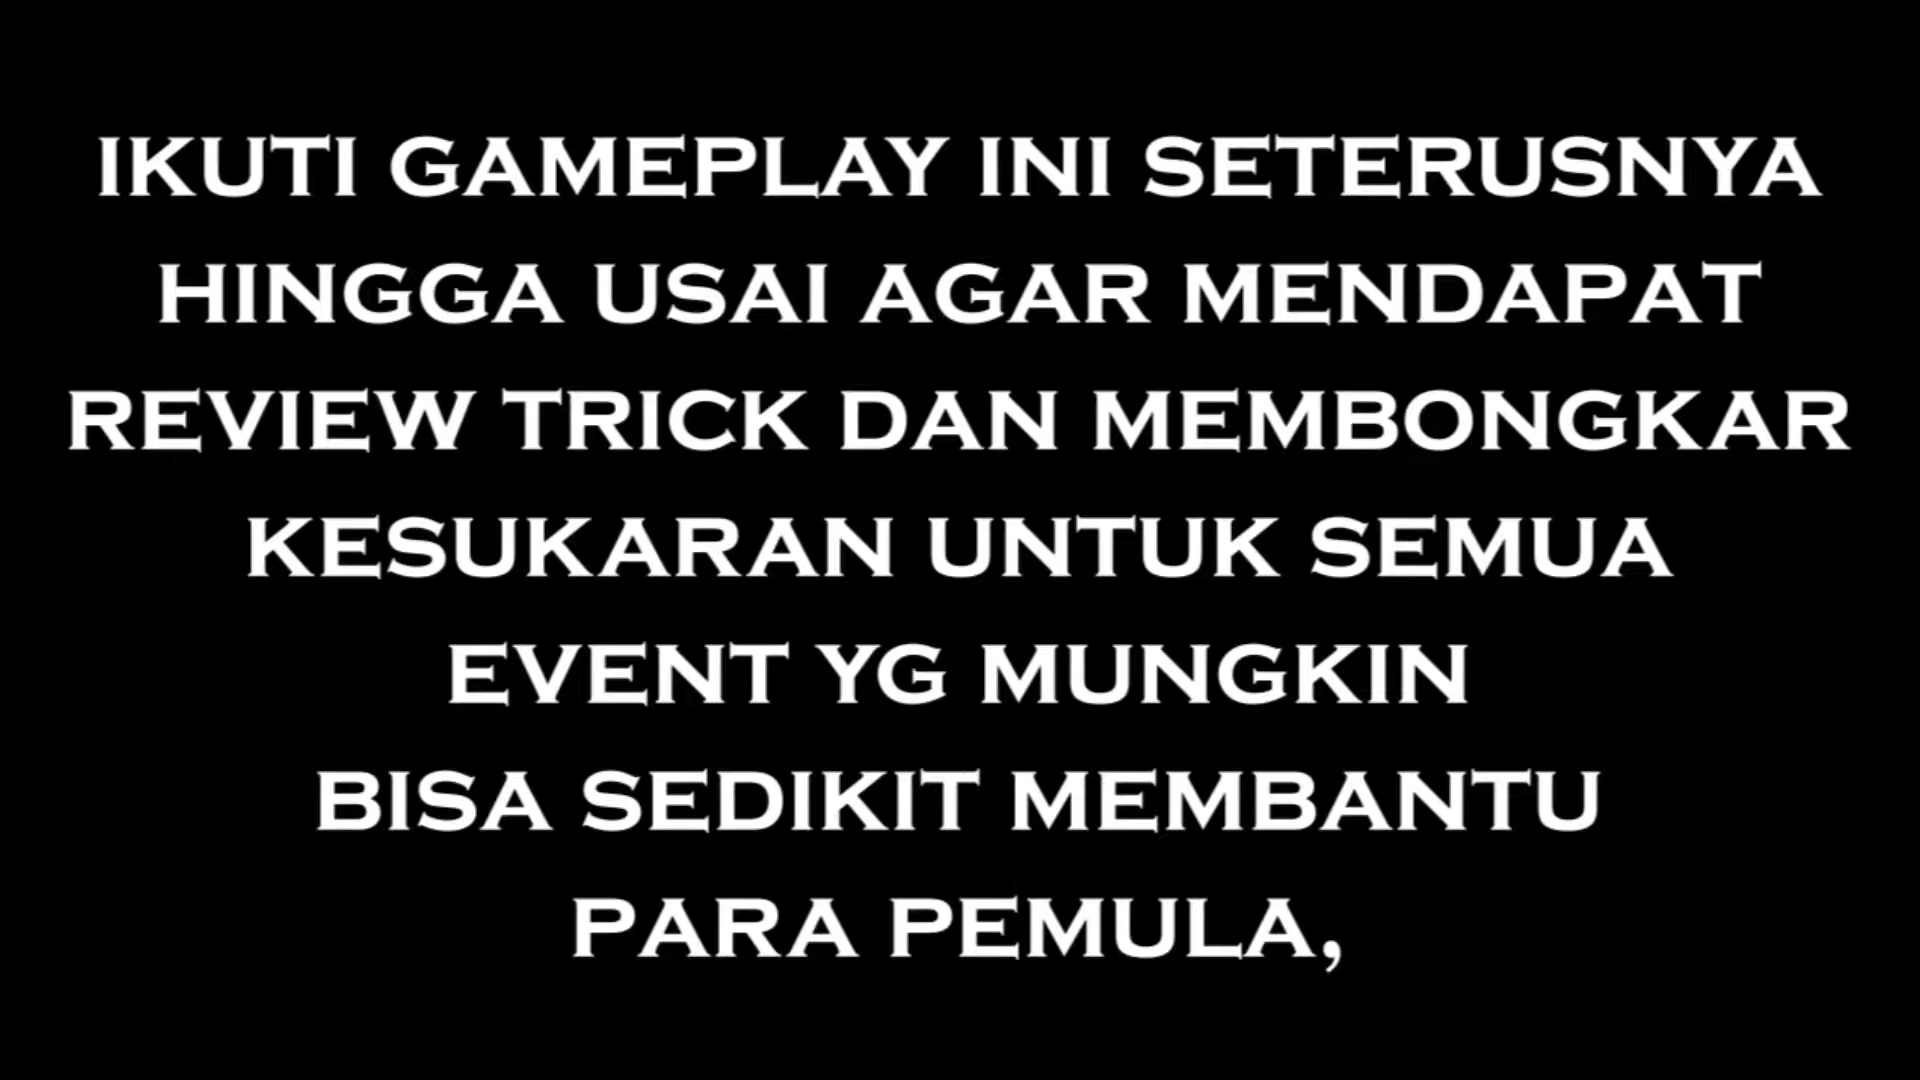 IKUTI GAMEPLAY INI SETERUSNYA
HINGGA USAI AGAR MENDAPAT
REVIEW TRICK DAN MEMBONGKAR
KESUKARAN UNTUK SEMUA
EVENT YG MUNGKIN
BISA SEDIKIT MEMBANTU
PARA PEMULA,